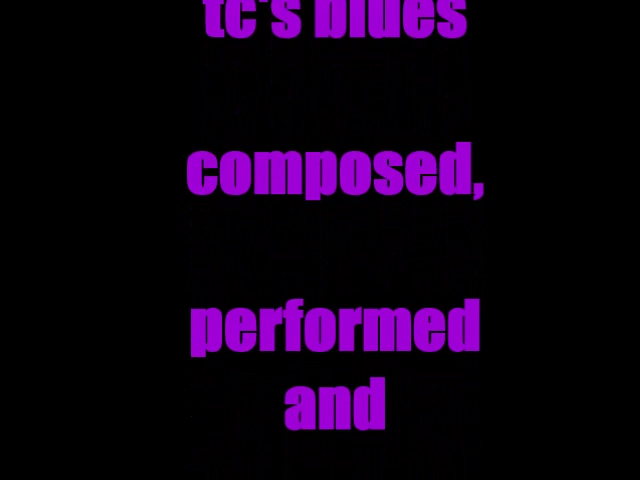 tc's blues
composed,
performed
and